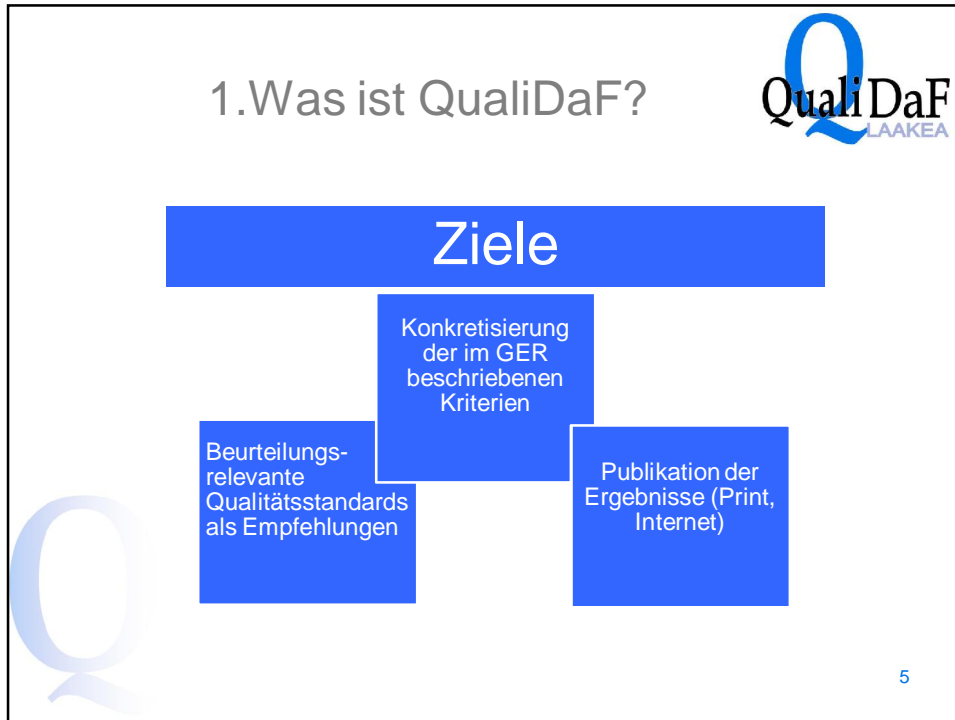 1.Was ist QualiDaF?
QualiDaF
LAAKEA
Ziele
Konkretisierung
der im GER
beschriebenen
Kriterien
Beurteilungs-
relevante
Qualitätsstandards
als Empfehlungen
Publikation der
Ergebnisse (Print,
Internet)
5